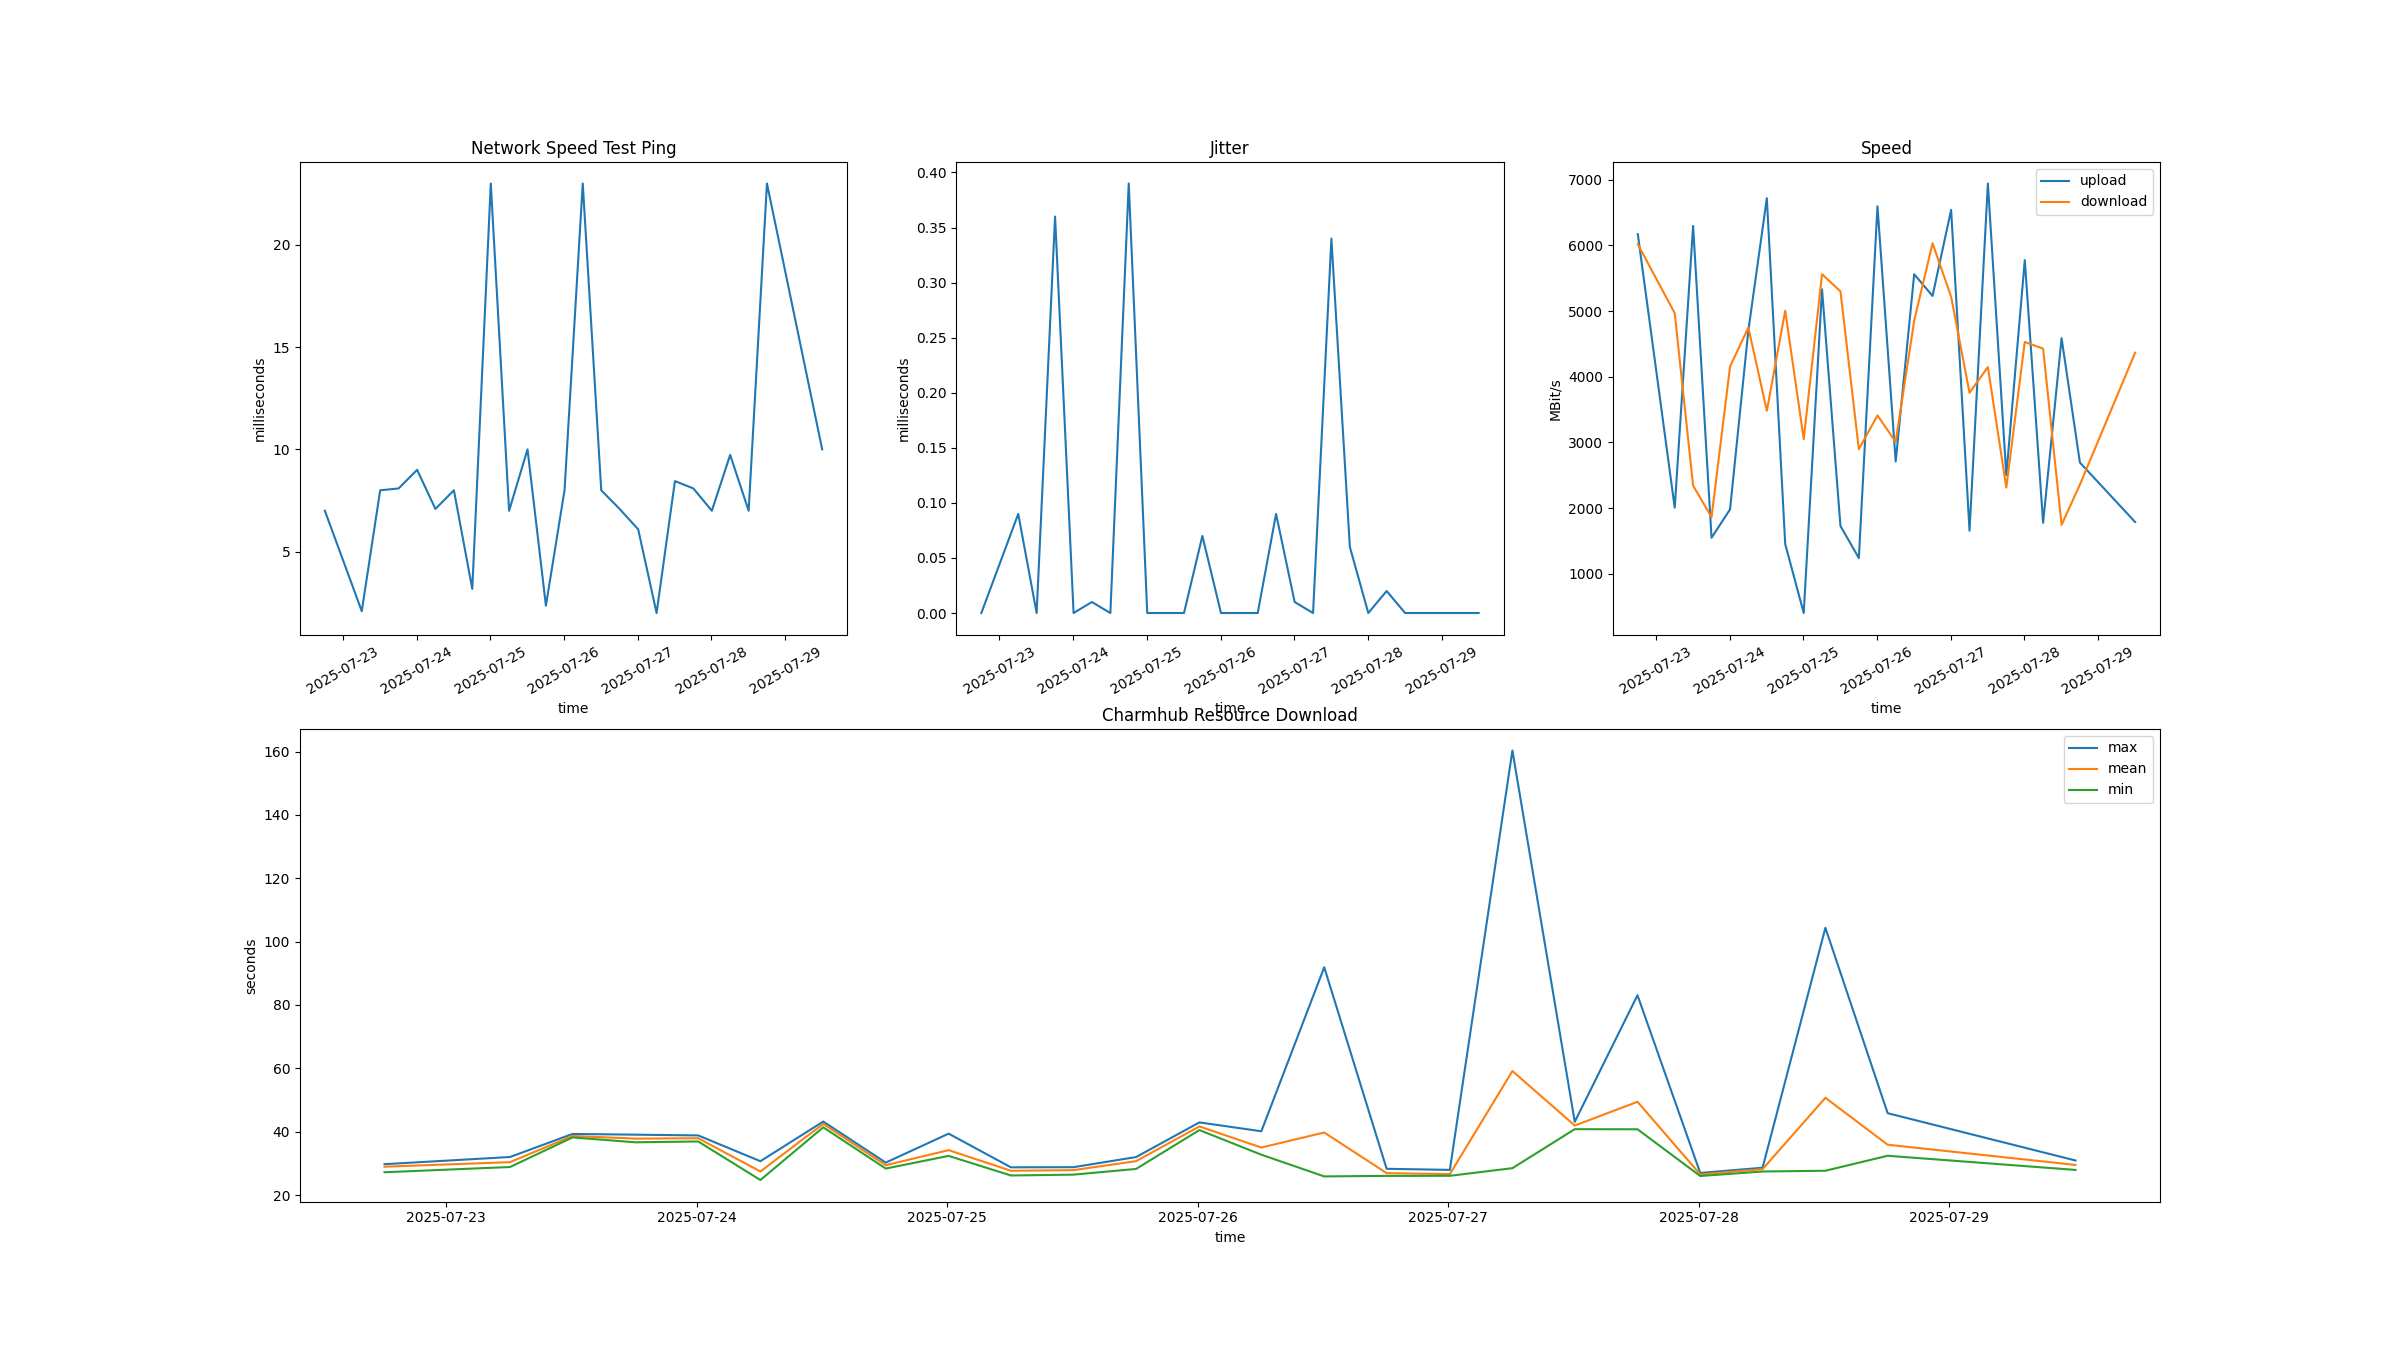 Network Speed Test Ping
milliseconds
20
15
10
5
2025-07-23 2025-07-24 2025-07-25 2025-07-26 2025-07-27 2025-07-28 2025-07-29
time
Jitter
milliseconds
0.40
0.35
0.30
0.25
0.20
0.15
0.10
0.05
0.00
2025-07-23 2025-07-24 2025-07-25 2025-07-26 2025-07-27 2025-07-28 2025-07-29
time
Speed
MBit/s
7000
6000
5000
4000
3000
2000
1000
upload
download
2025-07-23 2025-07-24 2025-07-25 2025-07-26 2025-07-27 2025-07-28 2025-07-29
time
Charmhub Resource Download
seconds
160
140
120
100
80
60
40
20
max
mean
min
2025-07-23 2025-07-24 2025-07-25 2025-07-26 2025-07-27 2025-07-28 2025-07-29
time